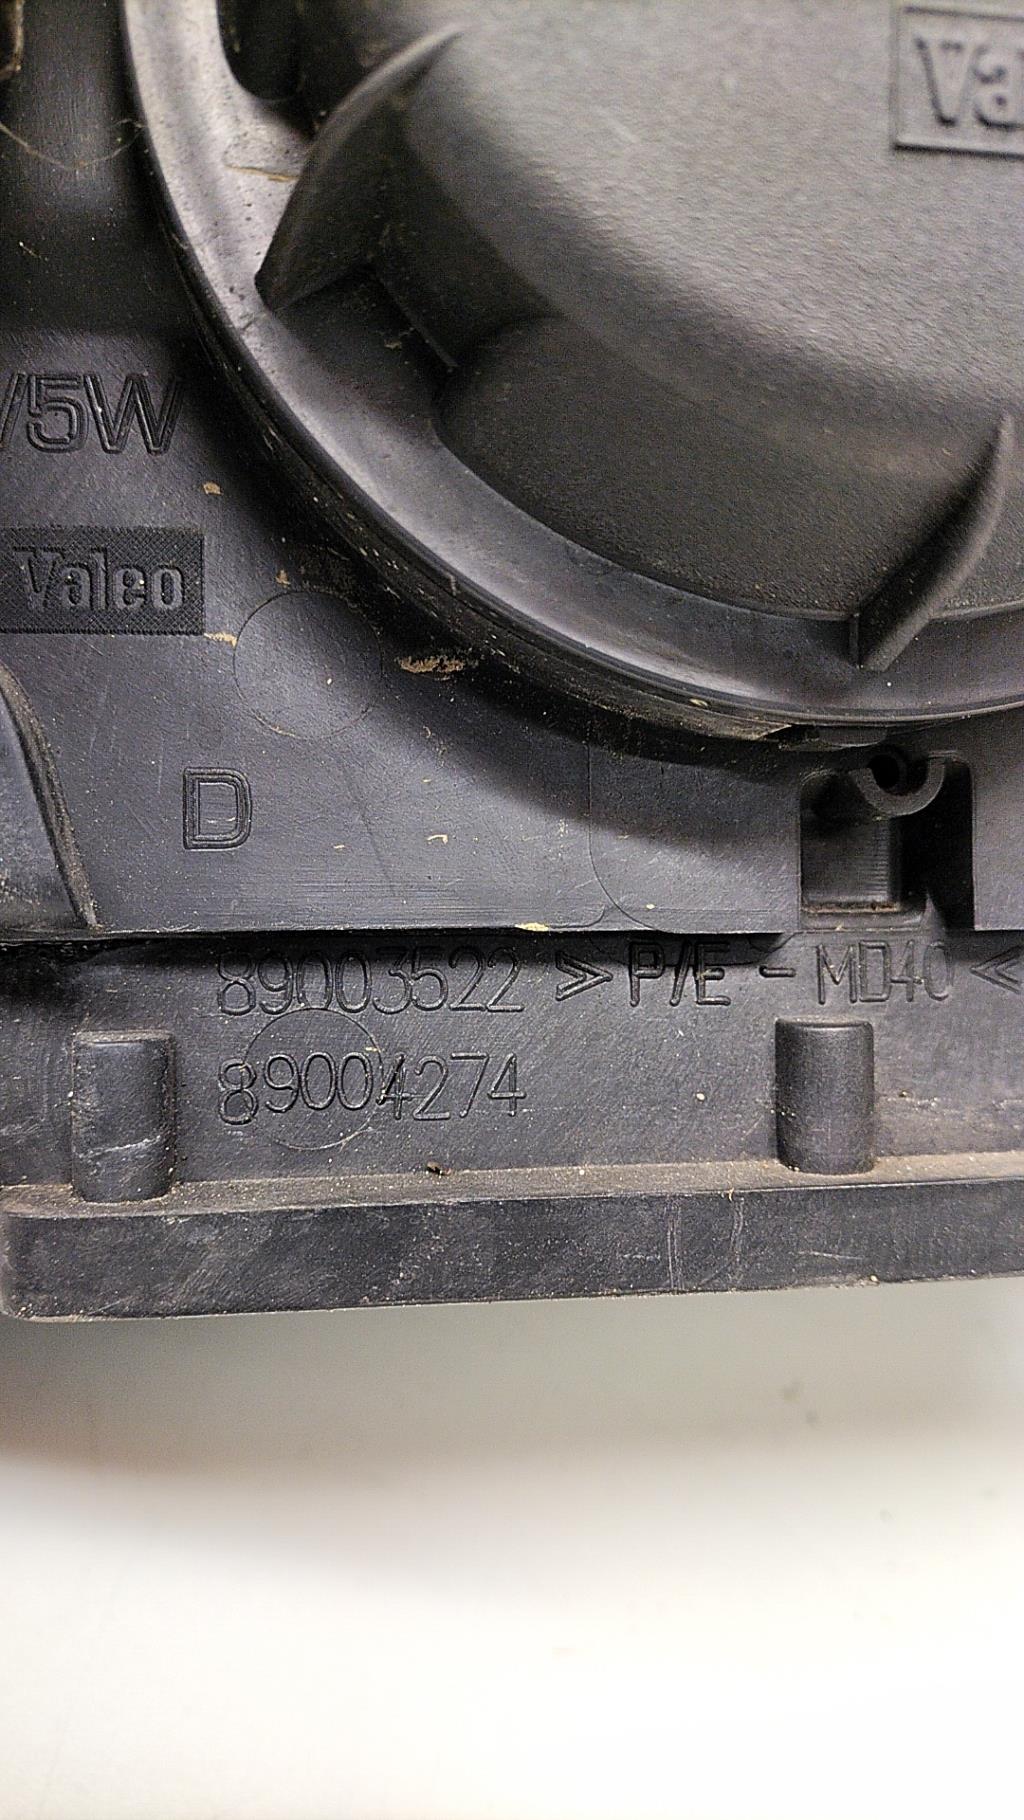 Va
/5W
Valeo
D
89003522 >P/E-MD40<
89004274